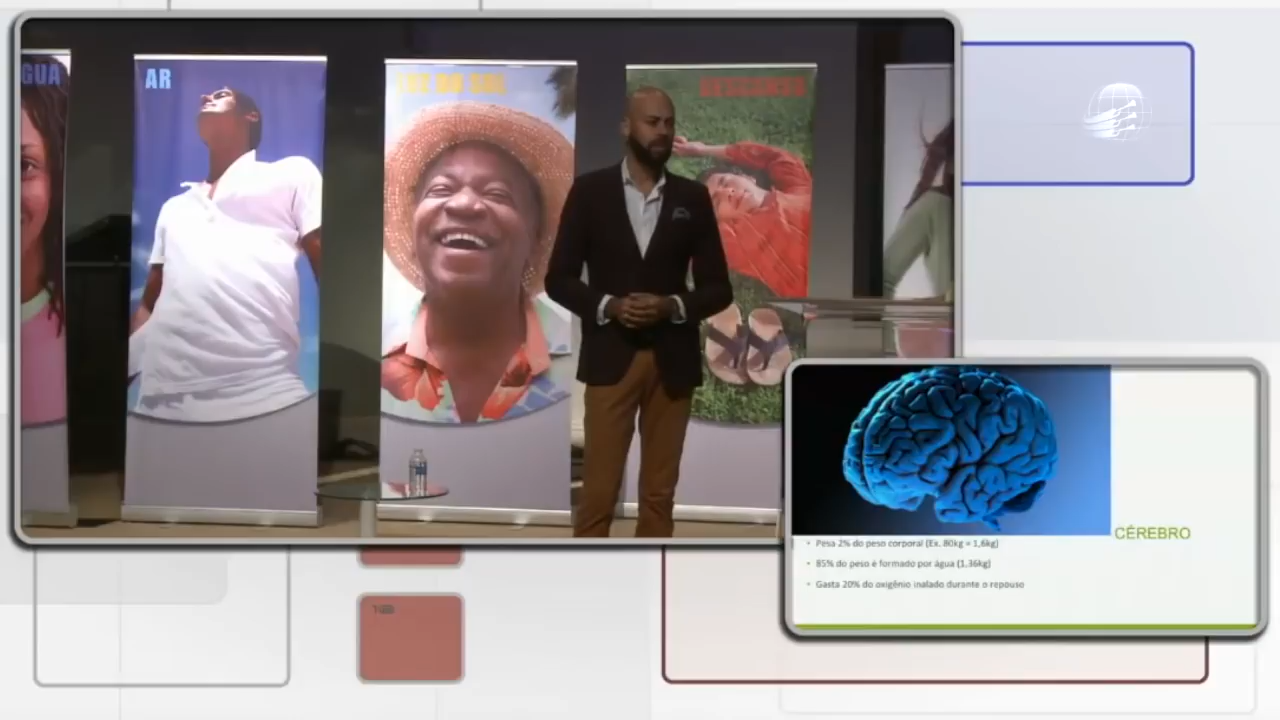 GUA
AR
LUZ DO SOL
DESCANSO
CÉREBRO
• Pesa 2% do peso corporal (Ex. 80kg = 1,6kg)
• 85% do peso é formado por água (1,36kg)
• Gasta 20% do oxigênio inalado durante o repouso